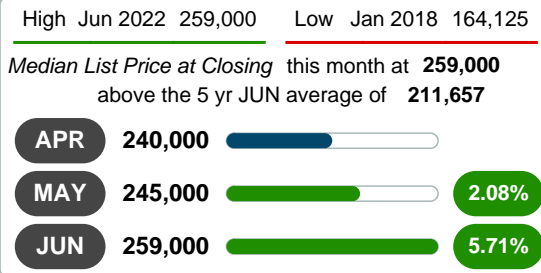 High Jun 2022 259,000 Low Jan 2018 164,125
Median List Price at Closing this month at 259,000
above the 5 yr JUN average of 211,657
APR 240,000
MAY 245,000 2.08%
JUN 259,000 5.71%